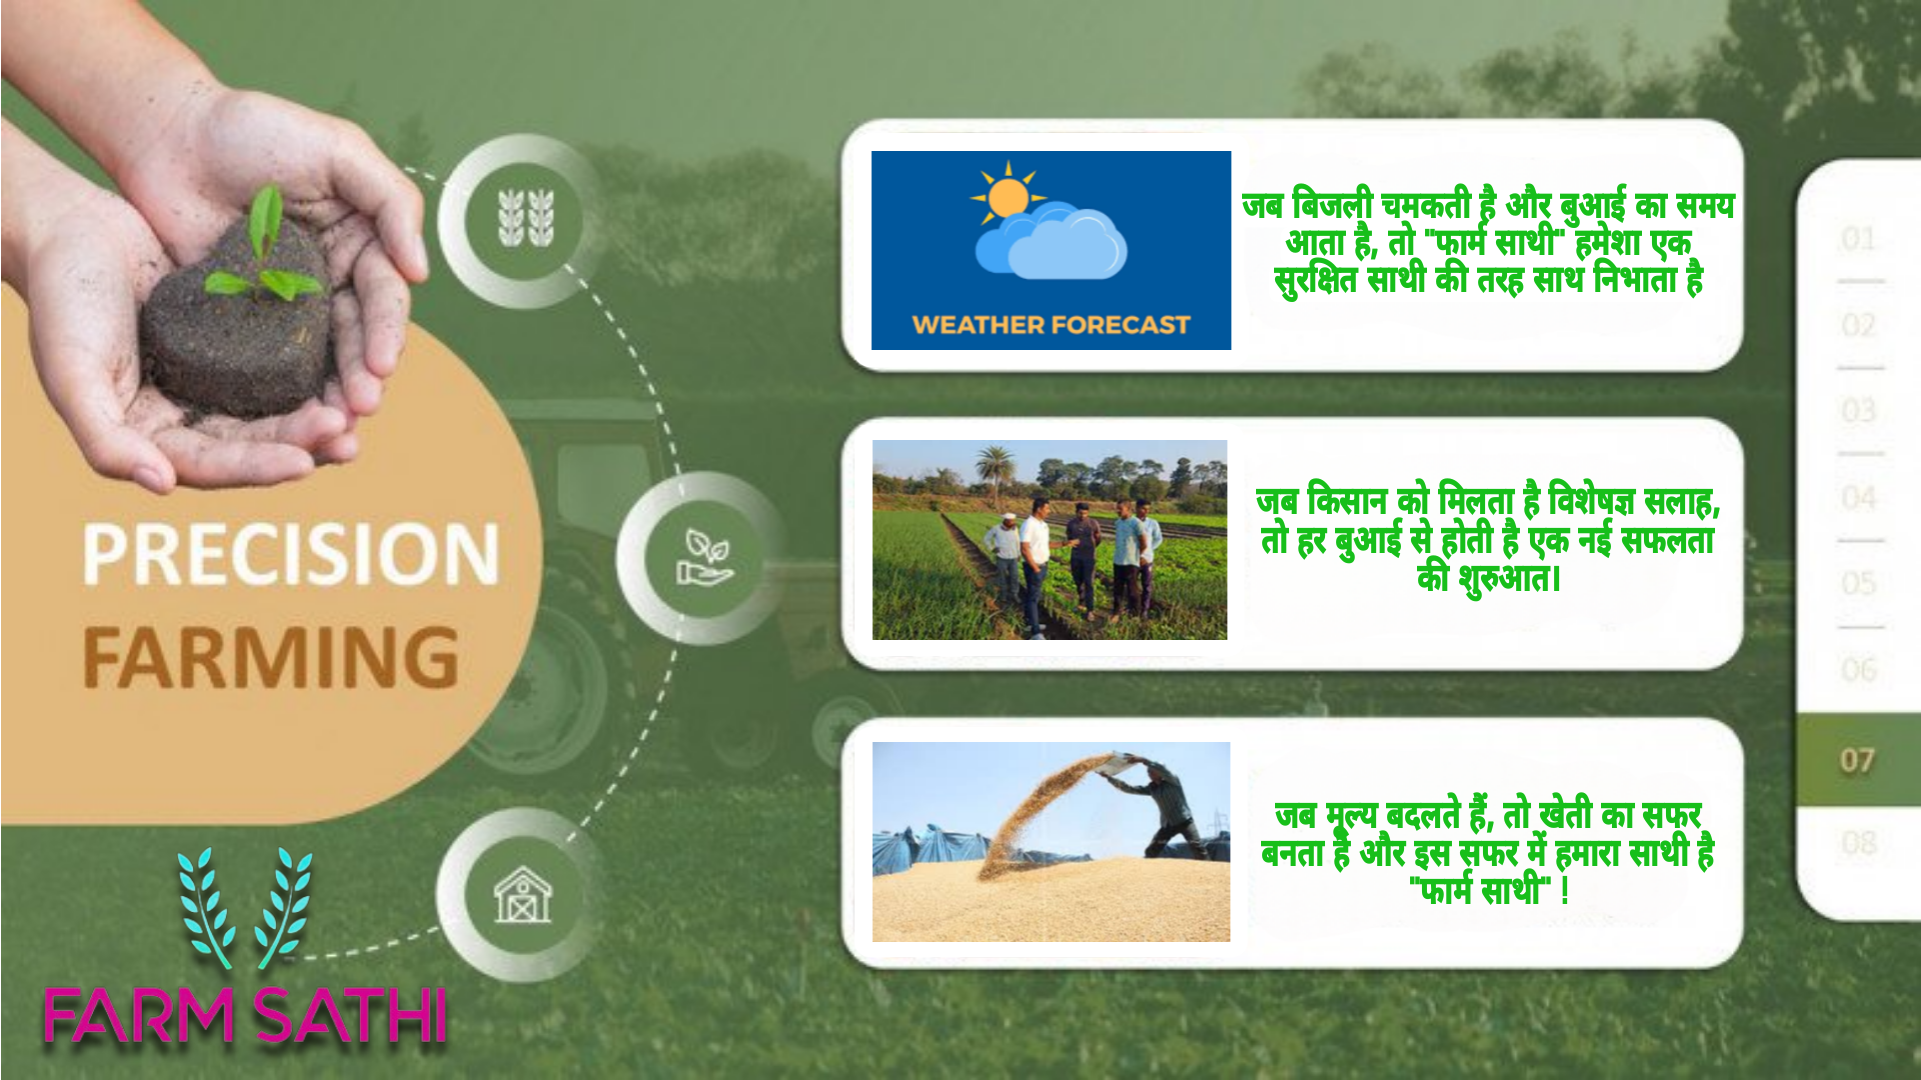 PRECISION
FARMING
FARM SATHI
WEATHER FORECAST
जब बिजली चमकती है और बुआई का समय
आता है, तो "फार्म साथी" हमेशा एक
सुरक्षित साथी की तरह साथ निभाता है
जब किसान को मिलता है विशेषज्ञ सलाह,
तो हर बुआई से होती है एक नई सफलता
की शुरुआत।
जब मूल्य बदलते हैं, तो खेती का सफर
बनता है और इस सफर में हमारा साथी है
"फार्म साथी" !
01
02
03
04
05
06
07
08